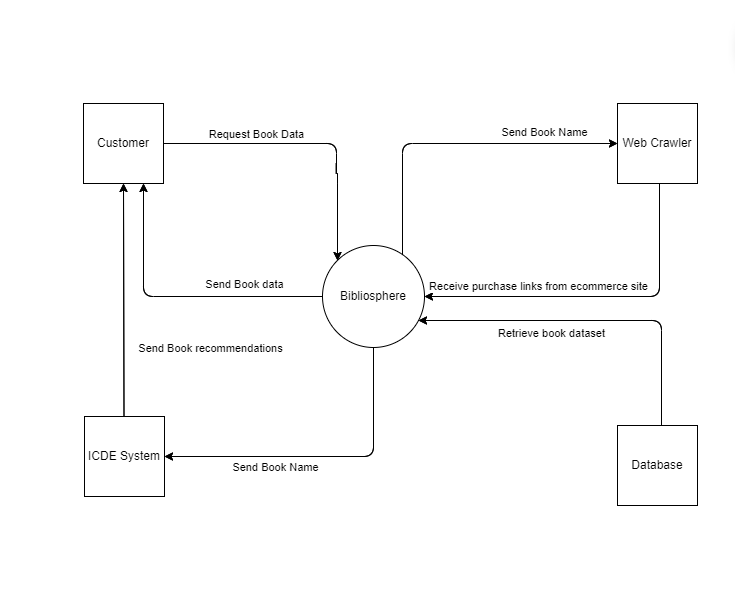 Request Book Data
Send Book Name
Customer
Web Crawler
Send Book data
Receive purchase links from ecommerce site
Bibliosphere
Retrieve book dataset
Send Book recommendations
ICDE System
Database
Send Book Name